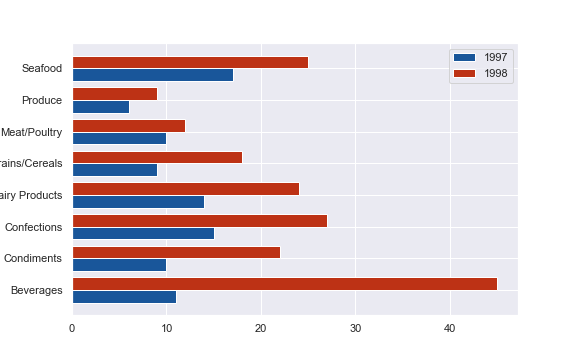 1997
1998
Seafood
Produce
Meat/Poultry
rains/Cereals
airy Products
Confections
Condiments
Beverages
0 10 20 30 40